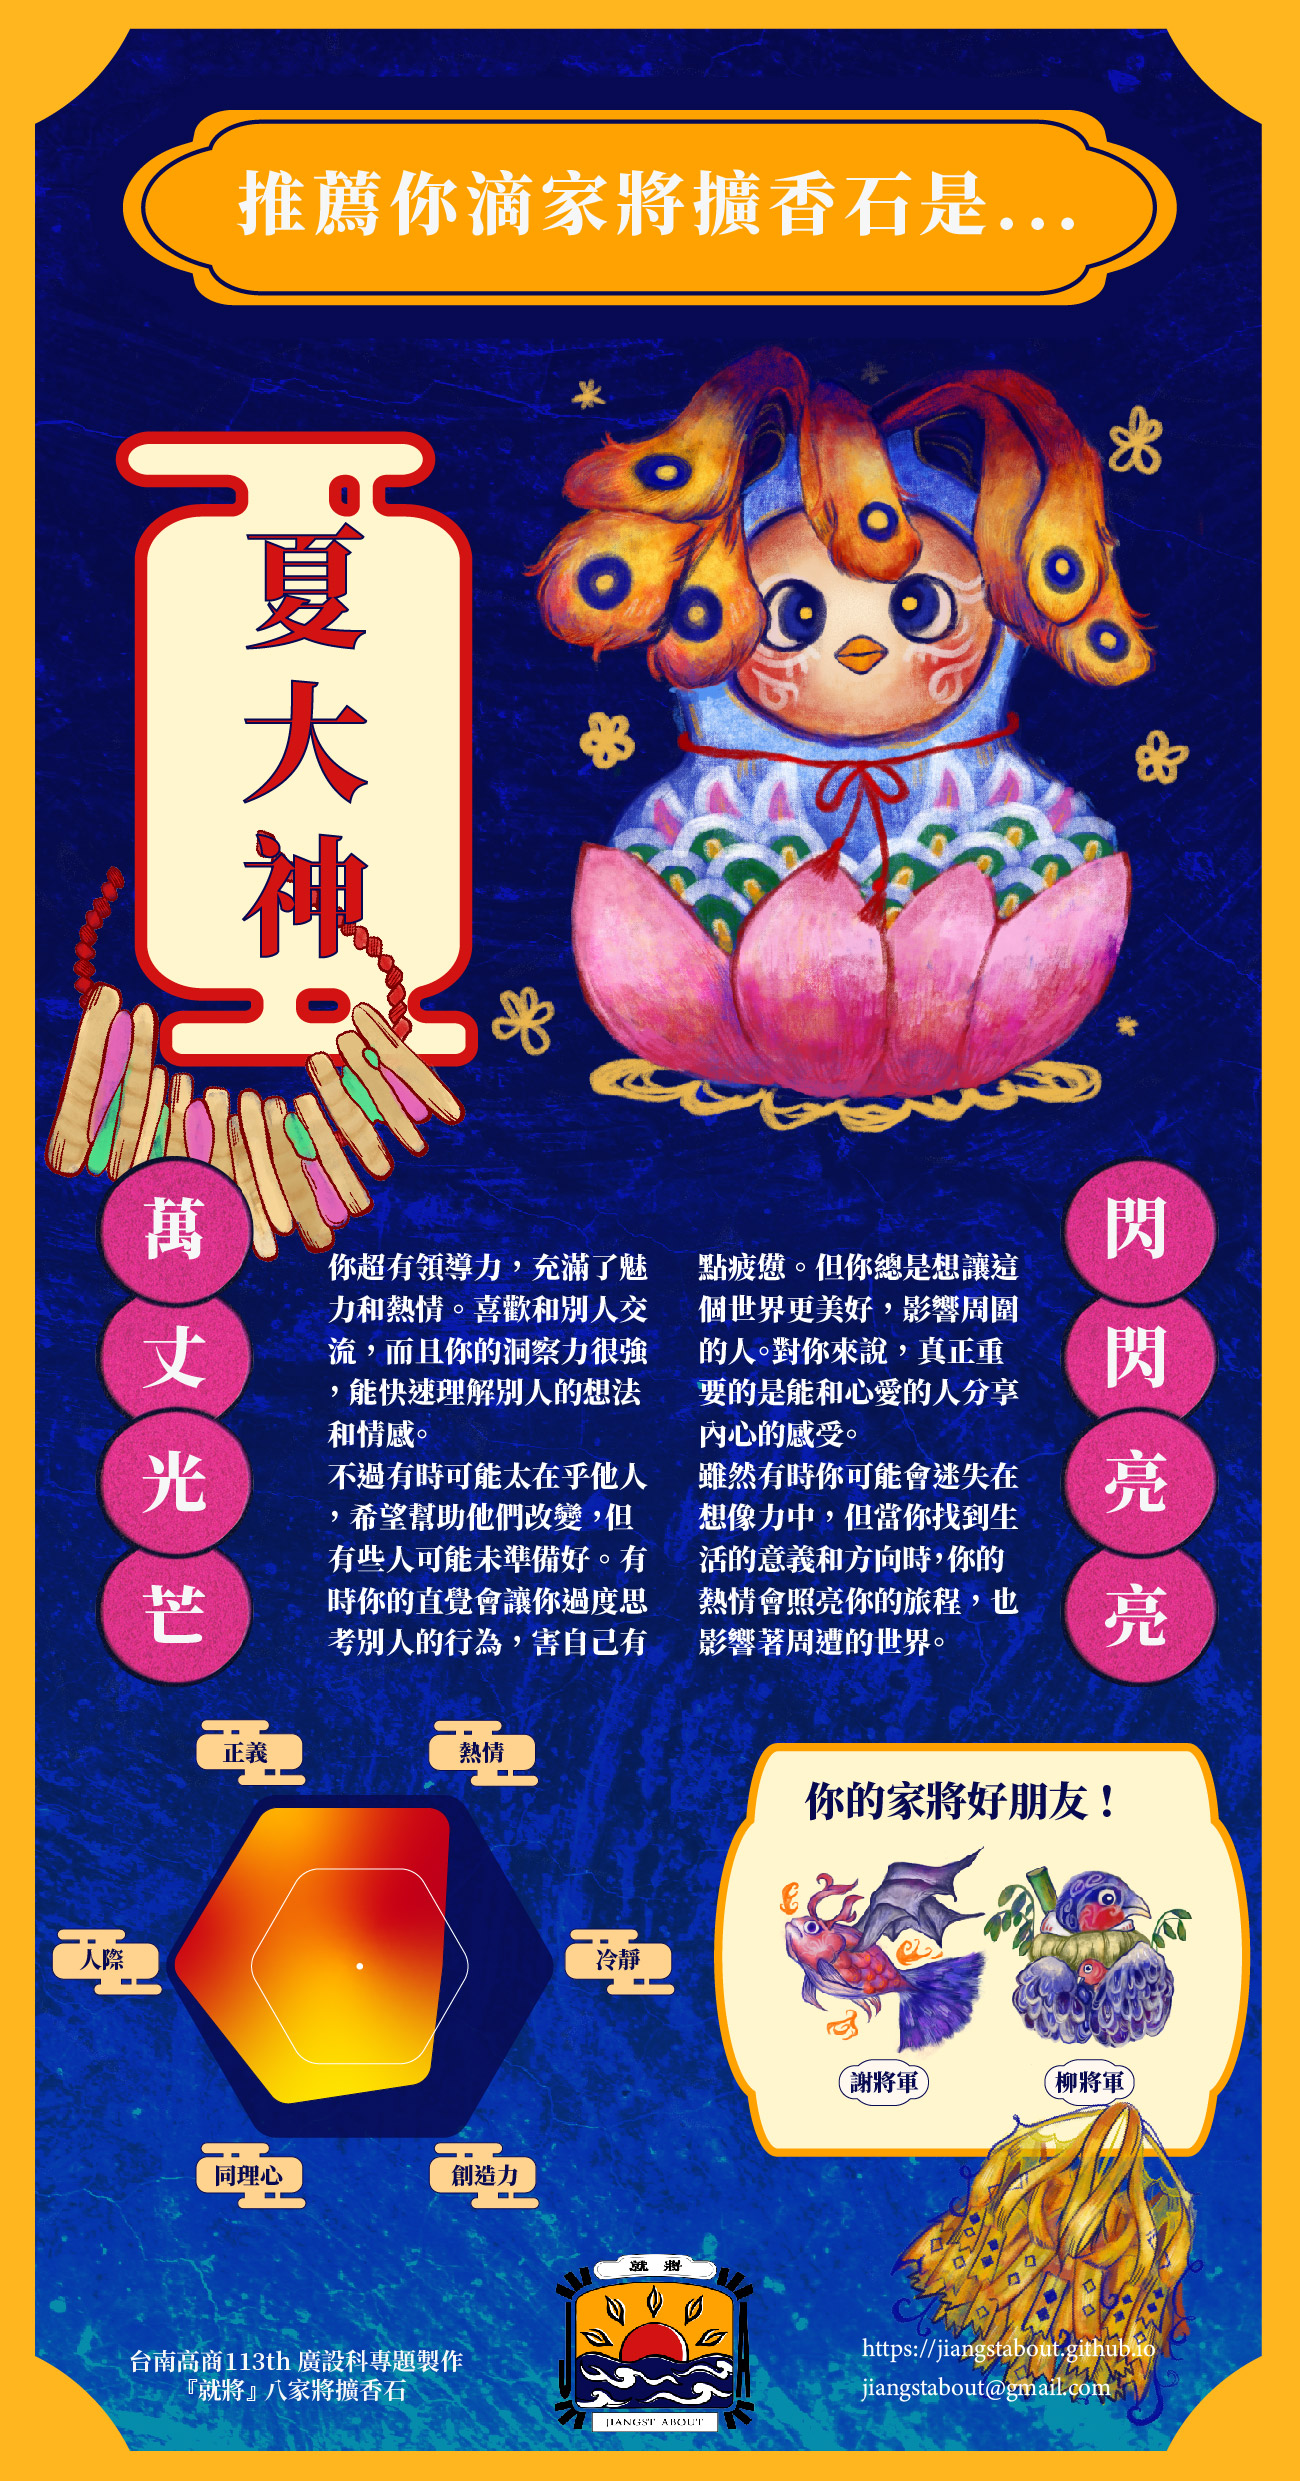 推薦你滴家將擴香石是...
夏大神
萬丈光芒
閃閃亮亮
你超有領導力，充滿了魅
力和熱情。喜歡和別人交
流，而且你的洞察力很強
，能快速理解別人的想法
和情感。
不過有時可能太在乎他人
，希望幫助他們改變，但
有些人可能未準備好。有
時你的直覺會讓你過度思
考別人的行為，害自己有
點疲憊。但你總是想讓這
個世界更美好，影響周圍
的人。對你來說，真正重
要的是能和心愛的人分享
內心的感受。
雖然有時你可能會迷失在
想像力中，但當你找到生
活的意義和方向時，你的
熱情會照亮你的旅程，也
影響著周遭的世界。
正義
熱情
人際
冷靜
同理心
創造力
你的家將好朋友！
謝將軍
柳將軍
台南高商113th 廣設科專題製作
『就將』八家將擴香石
就將
JIANGST ABOUT
https://jiangstabout.github.io
jiangstabout@gmail.com